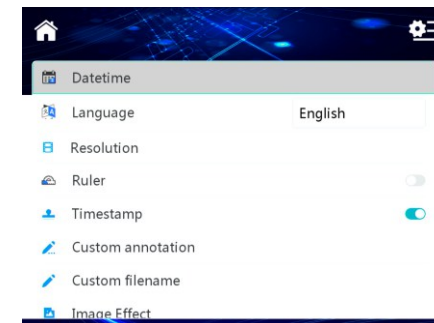 Datetime
Language English
Resolution
Ruler
Timestamp
Custom annotation
Custom filename
Image Effect